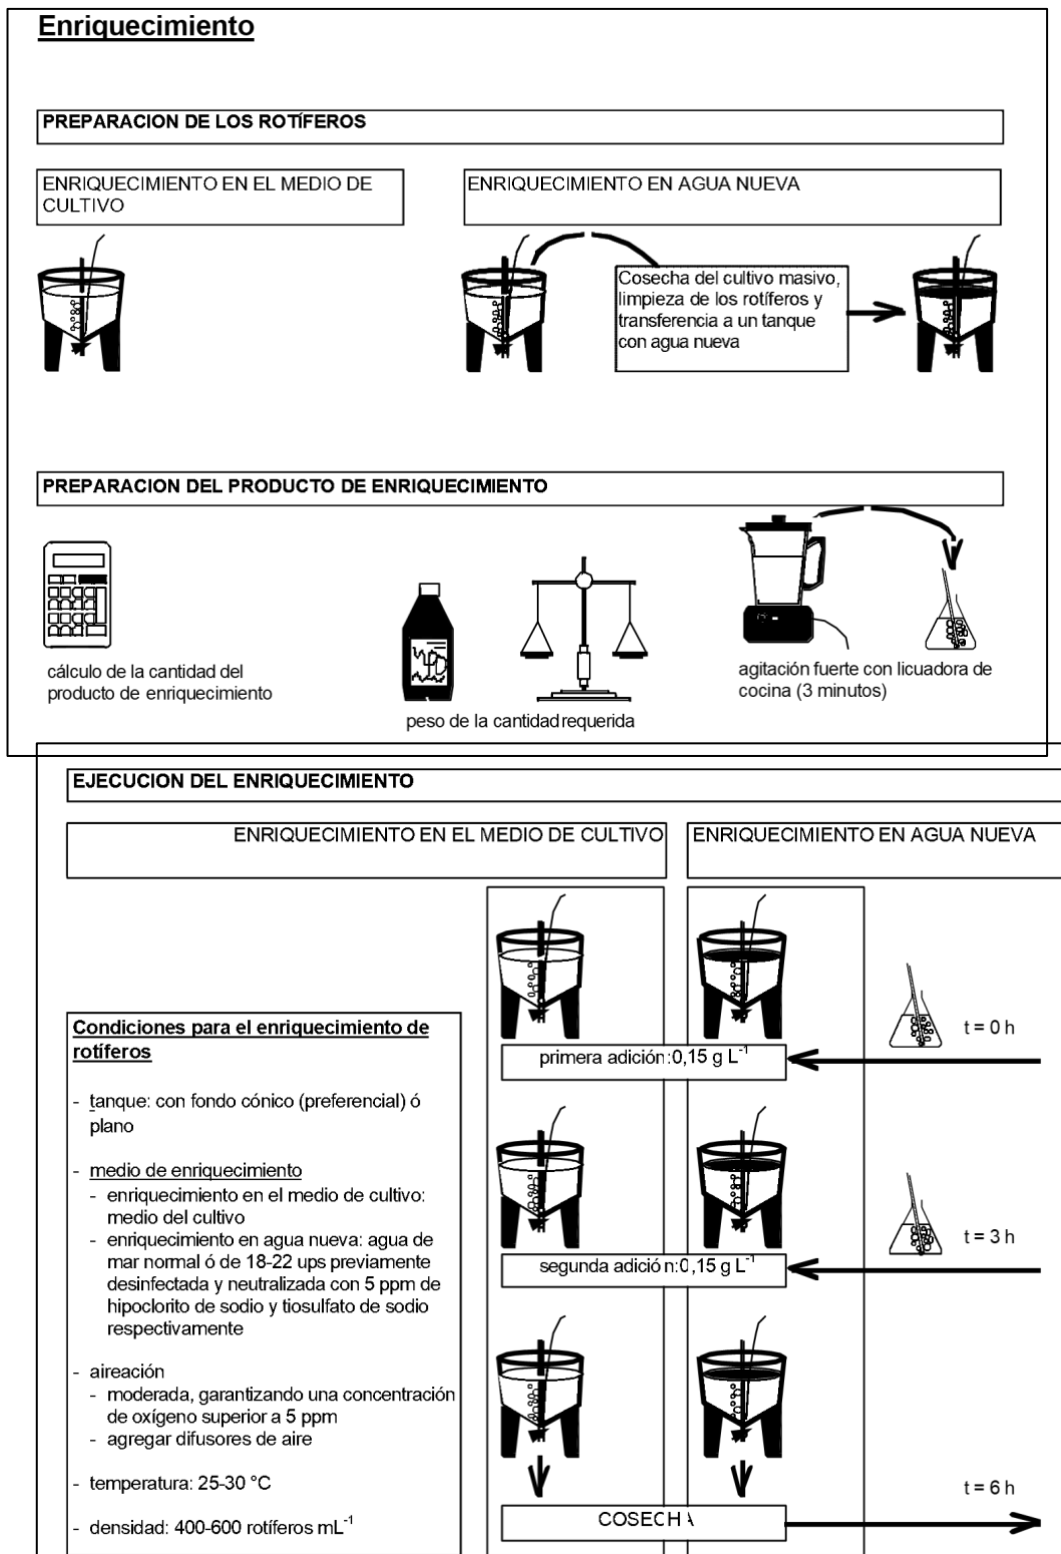 Enriquecimiento
PREPARACION DE LOS ROTÍFEROS
ENRIQUECIMIENTO EN EL MEDIO DE
CULTIVO
ENRIQUECIMIENTO EN AGUA NUEVA
Cosecha del cultivo masivo,
limpieza de los rotíferos y
transferencia a un tanque
con agua nueva
PREPARACION DEL PRODUCTO DE ENRIQUECIMIENTO
cálculo de la cantidad del
producto de enriquecimiento
peso de la cantidad requerida
agitación fuerte con licuadora de
cocina (3 minutos)
EJECUCION DEL ENRIQUECIMIENTO
ENRIQUECIMIENTO EN EL MEDIO DE CULTIVO
ENRIQUECIMIENTO EN AGUA NUEVA
t = 0 h
primera adición:0,15 g L⁻¹
t = 3 h
segunda adición:0,15 g L⁻¹
t = 6 h
COSECHA
Condiciones para el enriquecimiento de
rotíferos
- tanque: con fondo cónico (preferencial) ó
plano
- medio de enriquecimiento
- enriquecimiento en el medio de cultivo:
medio del cultivo
- enriquecimiento en agua nueva: agua de
mar normal ó de 18-22 ups previamente
desinfectada y neutralizada con 5 ppm de
hipoclorito de sodio y tiosulfato de sodio
respectivamente
- aireación
- moderada, garantizando una concentración
de oxígeno superior a 5 ppm
- agregar difusores de aire
- temperatura: 25-30 °C
- densidad: 400-600 rotíferos mL⁻¹